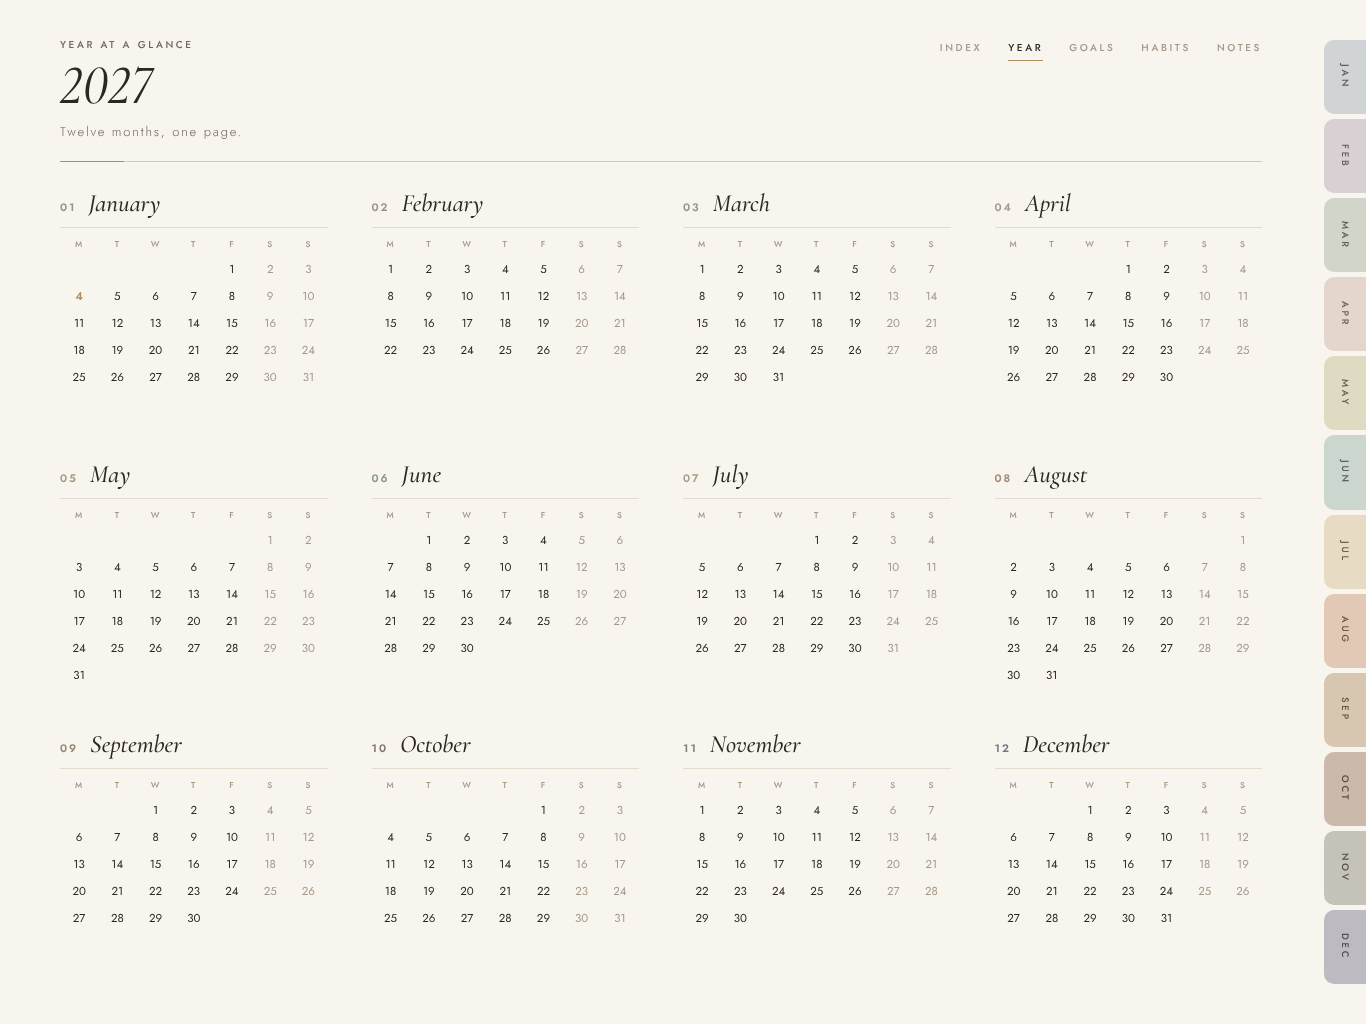 YEAR AT A GLANCE
2027
Twelve months, one page.
INDEX YEAR GOALS HABITS NOTES
01 January
M T W T F S S
1 2 3
4 5 6 7 8 9 10
11 12 13 14 15 16 17
18 19 20 21 22 23 24
25 26 27 28 29 30 31
02 February
M T W T F S S
1 2 3 4 5 6 7
8 9 10 11 12 13 14
15 16 17 18 19 20 21
22 23 24 25 26 27 28
03 March
M T W T F S S
1 2 3 4 5 6 7
8 9 10 11 12 13 14
15 16 17 18 19 20 21
22 23 24 25 26 27 28
29 30 31
04 April
M T W T F S S
1 2 3 4
5 6 7 8 9 10 11
12 13 14 15 16 17 18
19 20 21 22 23 24 25
26 27 28 29 30
05 May
M T W T F S S
1 2
3 4 5 6 7 8 9
10 11 12 13 14 15 16
17 18 19 20 21 22 23
24 25 26 27 28 29 30
31
06 June
M T W T F S S
1 2 3 4 5 6
7 8 9 10 11 12 13
14 15 16 17 18 19 20
21 22 23 24 25 26 27
28 29 30
07 July
M T W T F S S
1 2 3 4
5 6 7 8 9 10 11
12 13 14 15 16 17 18
19 20 21 22 23 24 25
26 27 28 29 30 31
08 August
M T W T F S S
1
2 3 4 5 6 7 8
9 10 11 12 13 14 15
16 17 18 19 20 21 22
23 24 25 26 27 28 29
30 31
09 September
M T W T F S S
1 2 3 4 5
6 7 8 9 10 11 12
13 14 15 16 17 18 19
20 21 22 23 24 25 26
27 28 29 30
10 October
M T W T F S S
1 2 3
4 5 6 7 8 9 10
11 12 13 14 15 16 17
18 19 20 21 22 23 24
25 26 27 28 29 30 31
11 November
M T W T F S S
1 2 3 4 5 6 7
8 9 10 11 12 13 14
15 16 17 18 19 20 21
22 23 24 25 26 27 28
29 30
12 December
M T W T F S S
1 2 3 4 5
6 7 8 9 10 11 12
13 14 15 16 17 18 19
20 21 22 23 24 25 26
27 28 29 30 31
JAN
FEB
MAR
APR
MAY
JUN
JUL
AUG
SEP
OCT
NOV
DEC